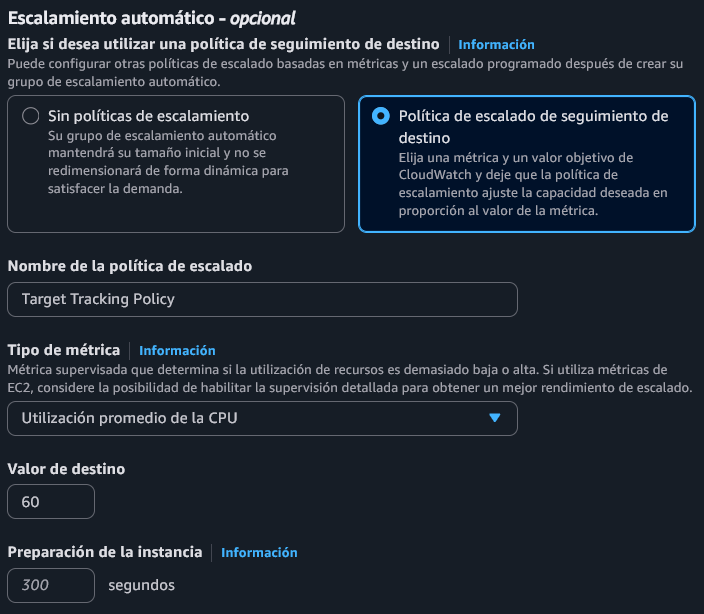 Escalamiento automático - opcional
Elija si desea utilizar una política de seguimiento de destino | Información
Puede configurar otras políticas de escalado basadas en métricas y un escalado programado después de crear su
grupo de escalamiento automático.
Sin políticas de escalamiento
Su grupo de escalamiento automático
mantendrá su tamaño inicial y no se
redimensionará de forma dinámica para
satisfacer la demanda.
Política de escalado de seguimiento de
destino
Elija una métrica y un valor objetivo de
CloudWatch y deje que la política de
escalamiento ajuste la capacidad deseada en
proporción al valor de la métrica.
Nombre de la política de escalado
Target Tracking Policy
Tipo de métrica | Información
Métrica supervisada que determina si la utilización de recursos es demasiado baja o alta. Si utiliza métricas de
EC2, considere la posibilidad de habilitar la supervisión detallada para obtener un mejor rendimiento de escalado.
Utilización promedio de la CPU
Valor de destino
60
Preparación de la instancia | Información
300 segundos